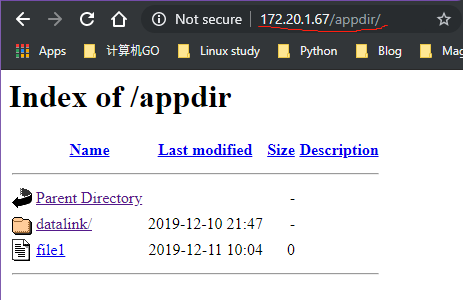 Not secure | 172.20.1.67/appdir/
Apps 计算机GO Linux study Python Blog Mag
Index of /appdir
Name Last modified Size Description
Parent Directory -
datalink/ 2019-12-10 21:47 -
file1 2019-12-11 10:04 0